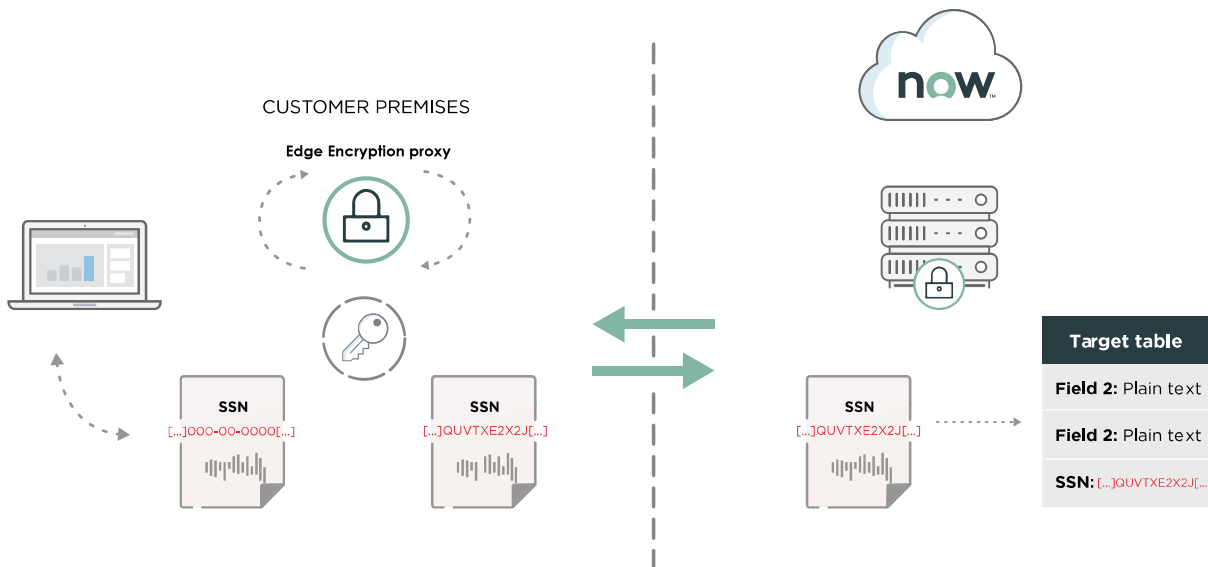 now
CUSTOMER PREMISES
Edge Encryption proxy
SSN
[...]000-00-0000[...]
SSN
[...]QUVTXE2X2J[...]
SSN
[...]QUVTXE2X2J[...]
Target table
Field 2: Plain text
Field 2: Plain text
SSN: [...]QUVTXE2X2J[...